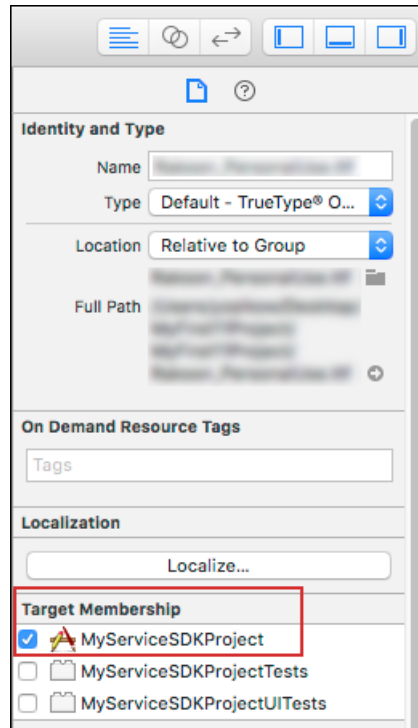 Identity and Type
Name
Type Default - TrueType® O...
Location Relative to Group
Full Path
On Demand Resource Tags
Tags
Localization
Localize...
Target Membership
MyServiceSDKProject
MyServiceSDKProjectTests
MyServiceSDKProjectUITests